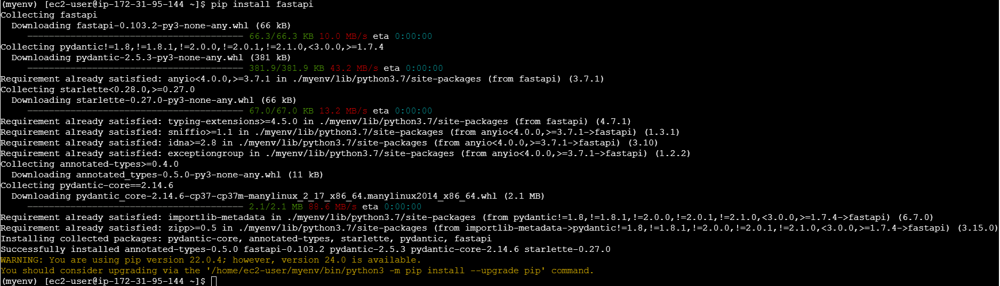 (myenv) [ec2-user@ip-172-31-95-144 ~]$ pip install fastapi
Collecting fastapi
  Downloading fastapi-0.103.2-py3-none-any.whl (66 kB)
     ━━━━━━━━━━━━━━━━━━━━━━━━━━━━━━━━━━━━━━━━ 66.3/66.3 KB 10.0 MB/s eta 0:00:00
Collecting pydantic!=1.8,!=1.8.1,!=2.0.0,!=2.0.1,!=2.1.0,<3.0.0,>=1.7.4
  Downloading pydantic-2.5.3-py3-none-any.whl (381 kB)
     ━━━━━━━━━━━━━━━━━━━━━━━━━━━━━━━━━━━━━━━━ 381.9/381.9 KB 43.2 MB/s eta 0:00:00
Requirement already satisfied: anyio<4.0.0,>=3.7.1 in ./myenv/lib/python3.7/site-packages (from fastapi) (3.7.1)
Collecting starlette<0.28.0,>=0.27.0
  Downloading starlette-0.27.0-py3-none-any.whl (66 kB)
     ━━━━━━━━━━━━━━━━━━━━━━━━━━━━━━━━━━━━━━━━ 67.0/67.0 KB 13.2 MB/s eta 0:00:00
Requirement already satisfied: typing-extensions>=4.5.0 in ./myenv/lib/python3.7/site-packages (from fastapi) (4.7.1)
Requirement already satisfied: sniffio>=1.1 in ./myenv/lib/python3.7/site-packages (from anyio<4.0.0,>=3.7.1->fastapi) (1.3.1)
Requirement already satisfied: idna>=2.8 in ./myenv/lib/python3.7/site-packages (from anyio<4.0.0,>=3.7.1->fastapi) (3.10)
Requirement already satisfied: exceptiongroup in ./myenv/lib/python3.7/site-packages (from anyio<4.0.0,>=3.7.1->fastapi) (1.2.2)
Collecting annotated-types>=0.4.0
  Downloading annotated_types-0.5.0-py3-none-any.whl (11 kB)
Collecting pydantic-core==2.14.6
  Downloading pydantic_core-2.14.6-cp37-cp37m-manylinux_2_17_x86_64.manylinux2014_x86_64.whl (2.1 MB)
     ━━━━━━━━━━━━━━━━━━━━━━━━━━━━━━━━━━━━━━━━ 2.1/2.1 MB 88.6 MB/s eta 0:00:00
Requirement already satisfied: importlib-metadata in ./myenv/lib/python3.7/site-packages (from pydantic!=1.8,!=1.8.1,!=2.0.0,!=2.0.1,!=2.1.0,<3.0.0,>=1.7.4->fastapi) (6.7.0)
Requirement already satisfied: zipp>=0.5 in ./myenv/lib/python3.7/site-packages (from importlib-metadata->pydantic!=1.8,!=1.8.1,!=2.0.0,!=2.0.1,!=2.1.0,<3.0.0,>=1.7.4->fastapi) (3.15.0)
Installing collected packages: pydantic-core, annotated-types, starlette, pydantic, fastapi
Successfully installed annotated-types-0.5.0 fastapi-0.103.2 pydantic-2.5.3 pydantic-core-2.14.6 starlette-0.27.0
WARNING: You are using pip version 22.0.4; however, version 24.0 is available.
You should consider upgrading via the '/home/ec2-user/myenv/bin/python3 -m pip install --upgrade pip' command.
(myenv) [ec2-user@ip-172-31-95-144 ~]$